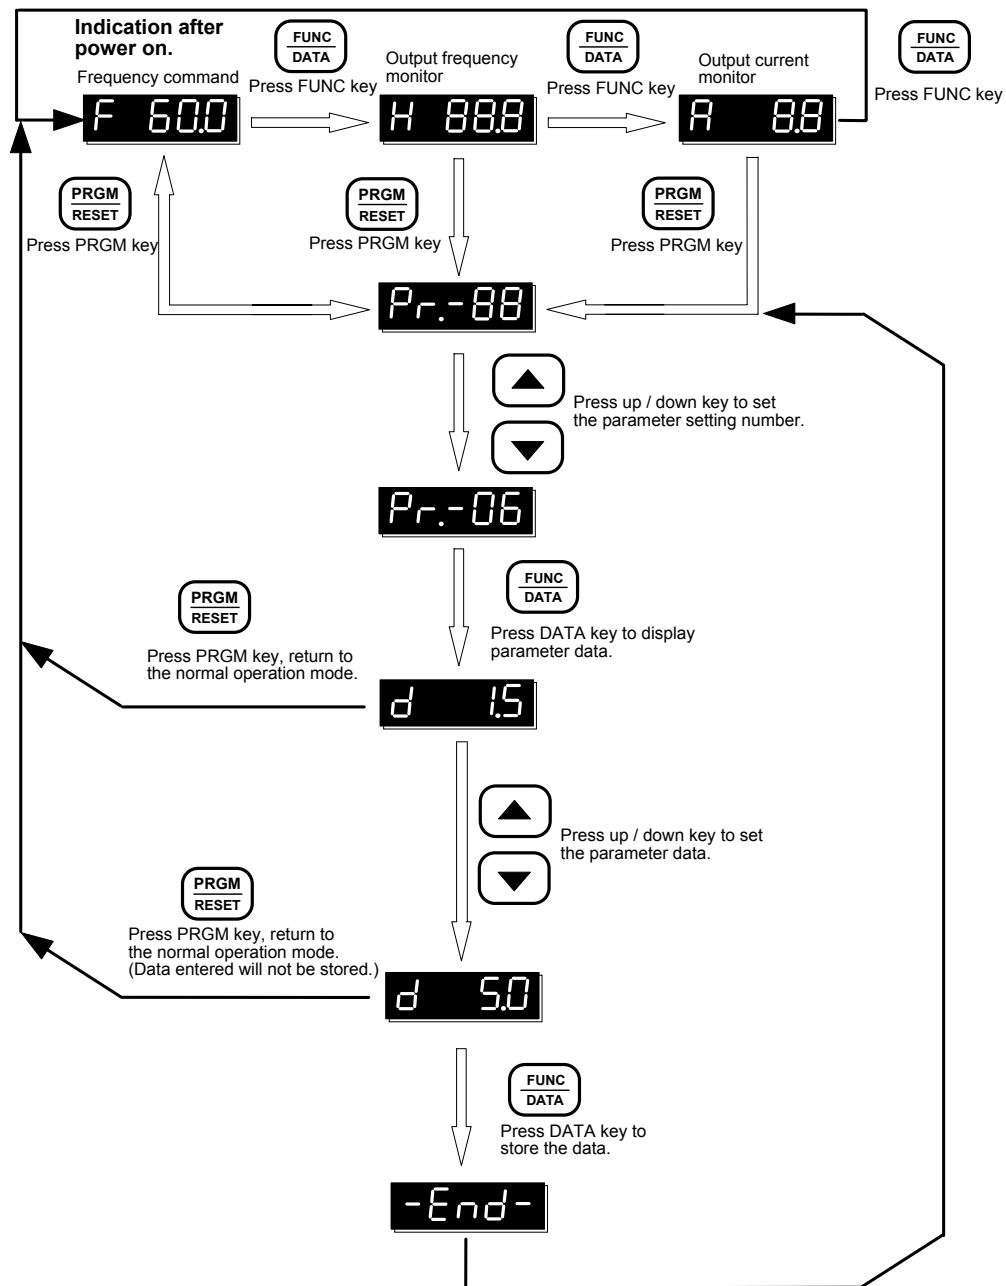 Indication after
power on.
Frequency command
F 60.0
FUNC
DATA
Press FUNC key
Output frequency
monitor
H 88.8
FUNC
DATA
Press FUNC key
Output current
monitor
A 8.8
FUNC
DATA
Press FUNC key
PRGM
RESET
Press PRGM key
PRGM
RESET
Press PRGM key
PRGM
RESET
Press PRGM key
Pr.-88
Press up / down key to set
the parameter setting number.
Pr.-06
FUNC
DATA
Press DATA key to display
parameter data.
PRGM
RESET
Press PRGM key, return to
the normal operation mode.
d 1.5
Press up / down key to set
the parameter data.
PRGM
RESET
Press PRGM key, return to
the normal operation mode.
(Data entered will not be stored.)
d 5.0
FUNC
DATA
Press DATA key to
store the data.
-End-